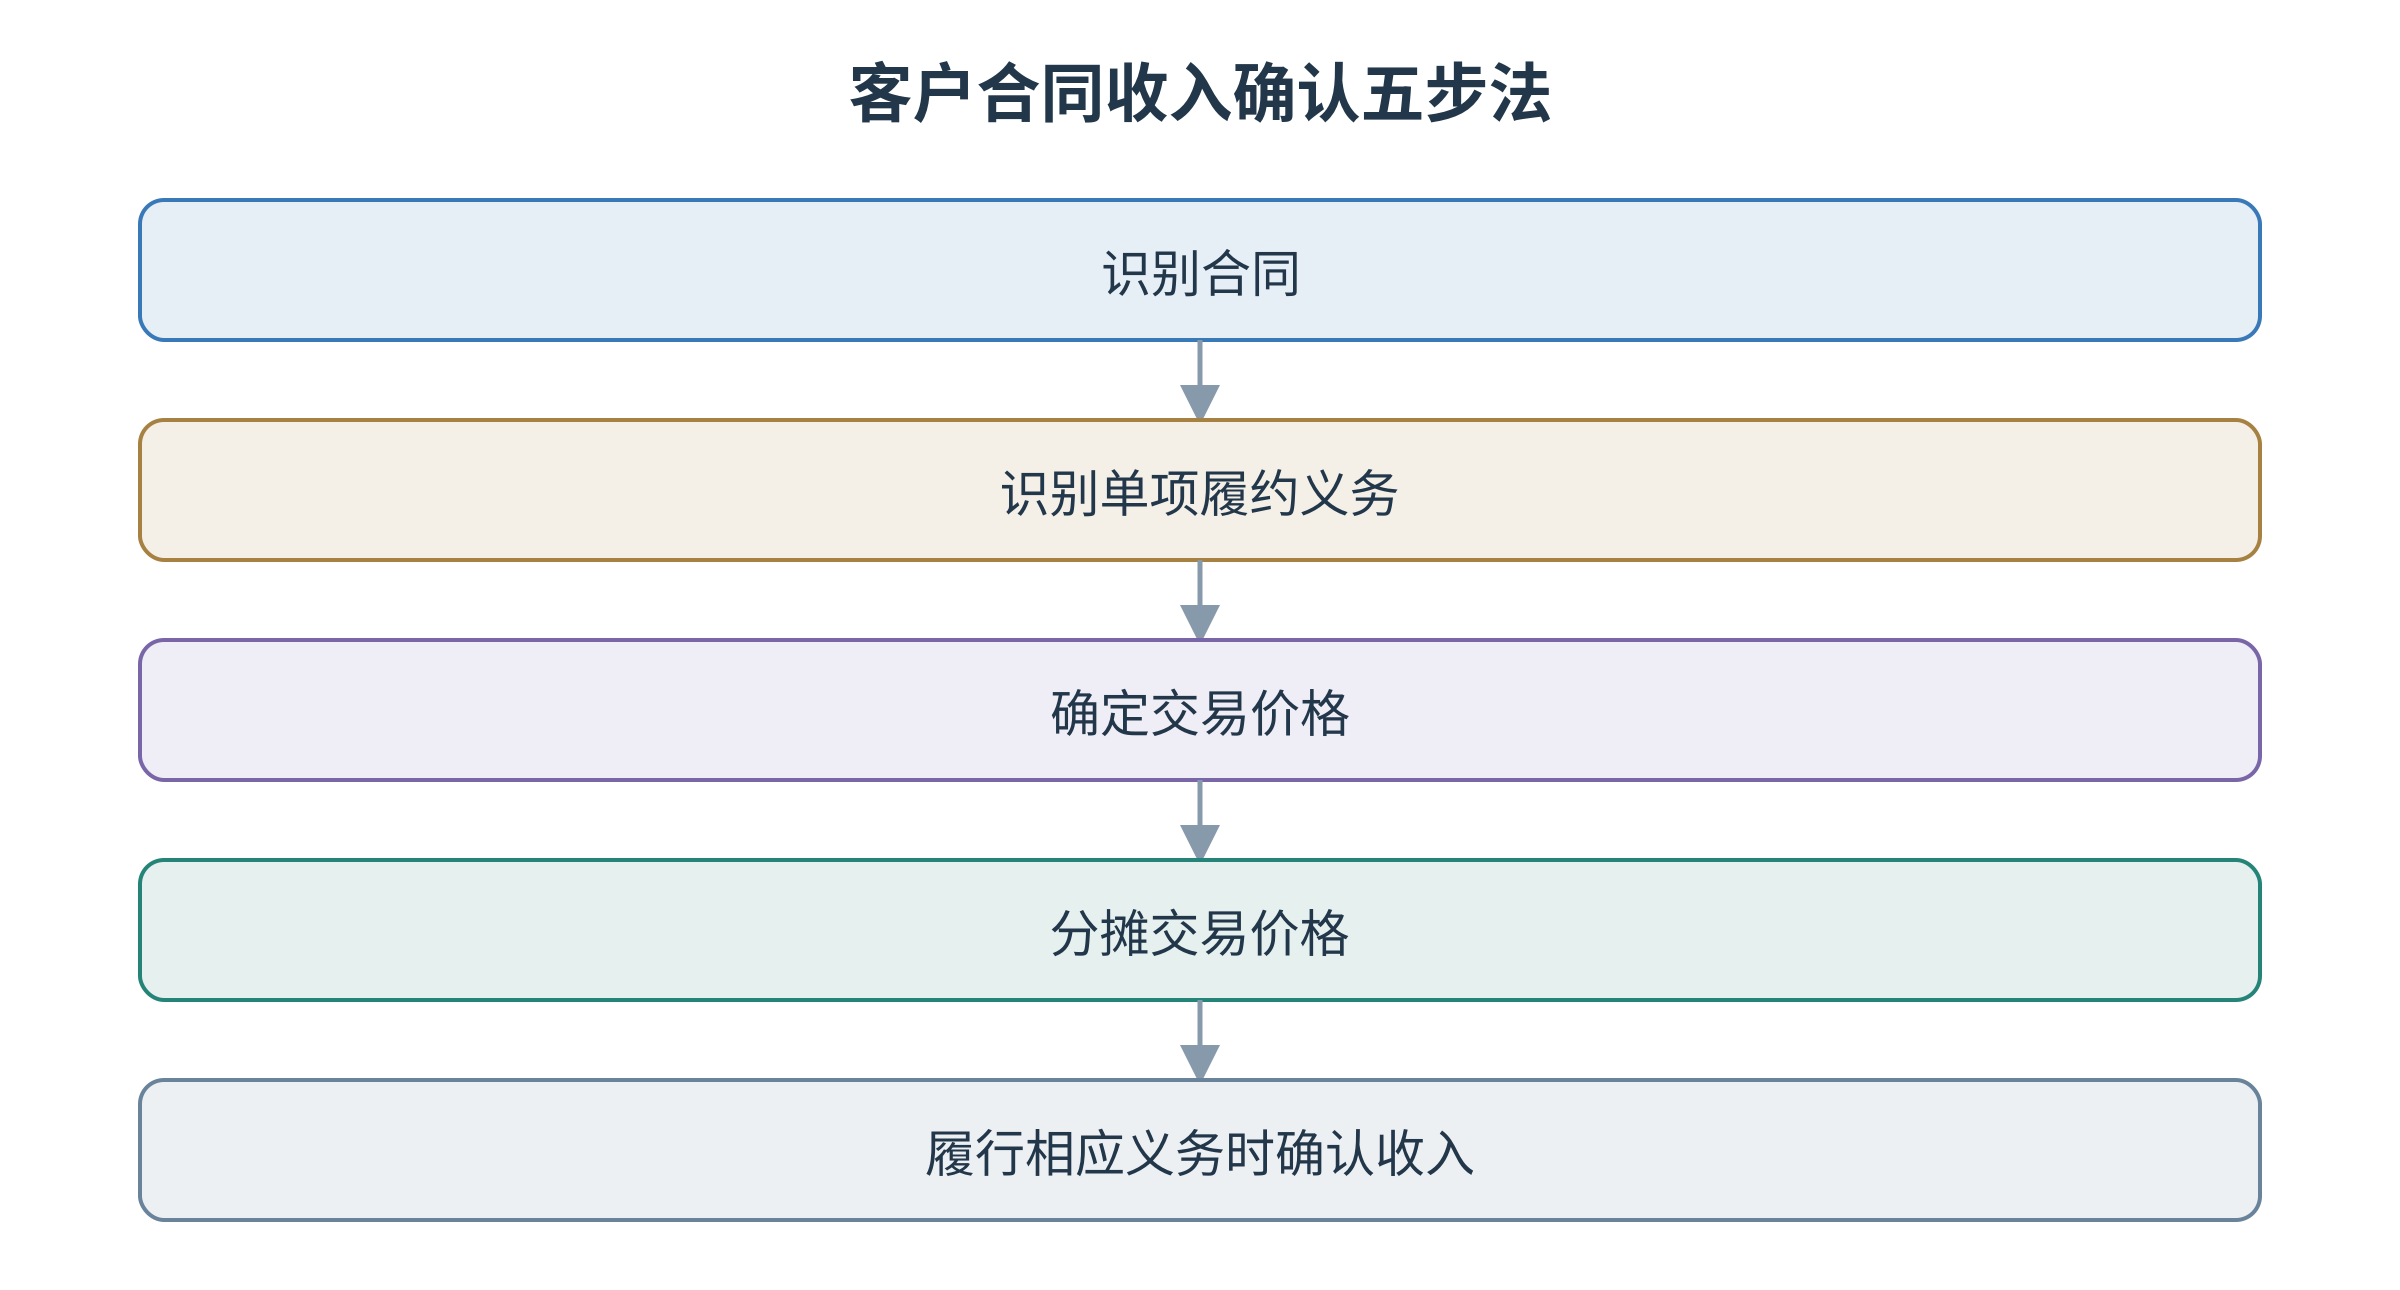 客户合同收入确认五步法
识别合同
识别单项履约义务
确定交易价格
分摊交易价格
履行相应义务时确认收入